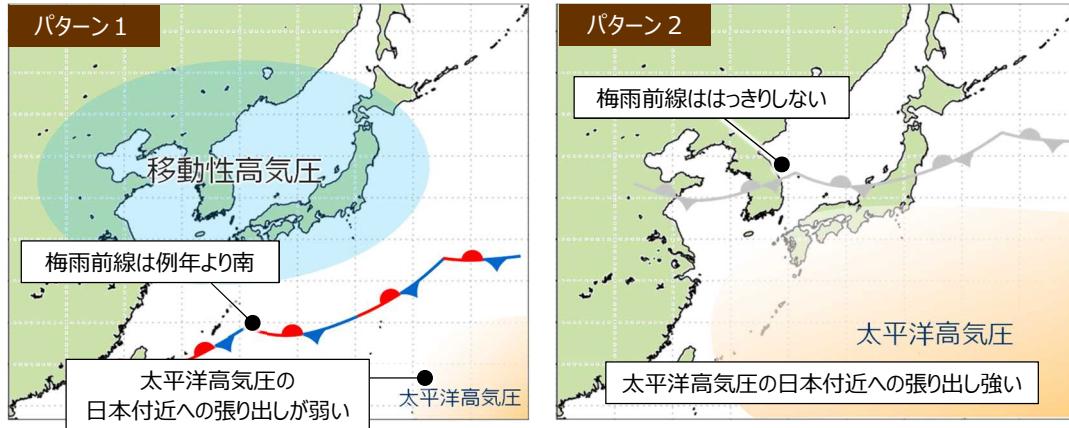 パターン１
移動性高気圧
梅雨前線は例年より南
太平洋高気圧の
日本付近への張り出しが弱い
太平洋高気圧
パターン２
梅雨前線ははっきりしない
太平洋高気圧
太平洋高気圧の日本付近への張り出し強い